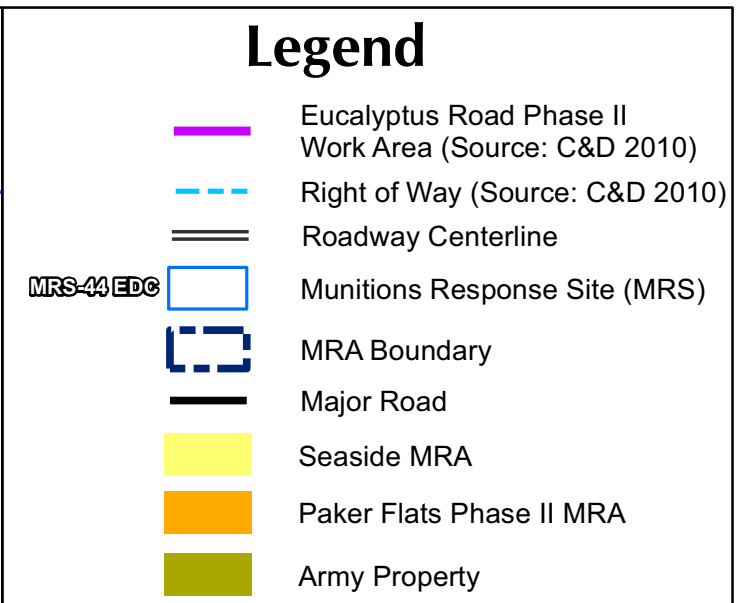 Legend
Eucalyptus Road Phase II
Work Area (Source: C&D 2010)
Right of Way (Source: C&D 2010)
Roadway Centerline
MRS-44 EDC
Munitions Response Site (MRS)
MRA Boundary
Major Road
Seaside MRA
Paker Flats Phase II MRA
Army Property